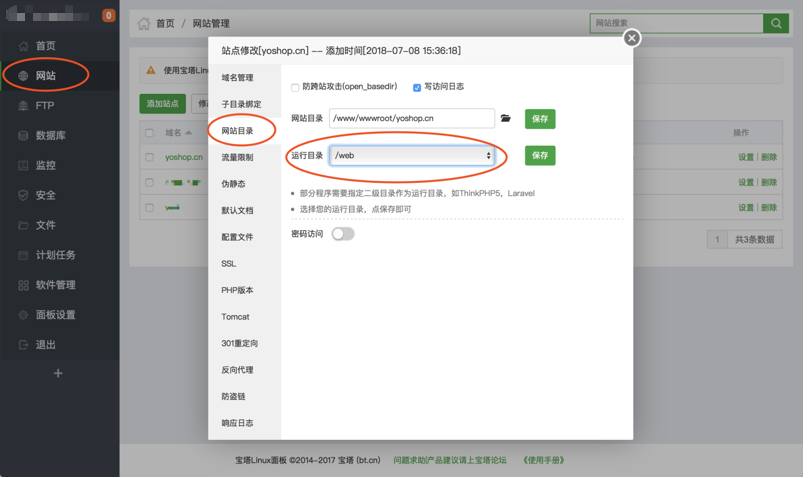 0
首页
网站
FTP
数据库
监控
安全
文件
计划任务
软件管理
面板设置
退出
+
首页 / 网站管理
网站搜索
使用宝塔Linu
添加站点
修
域名
操作
yoshop.cn
设置 | 删除
设置 | 删除
设置 | 删除
1
共3条数据
站点修改[yoshop.cn] -- 添加时间[2018-07-08 15:36:18]
域名管理
子目录绑定
网站目录
流量限制
伪静态
默认文档
配置文件
SSL
PHP版本
Tomcat
301重定向
反向代理
防盗链
响应日志
防跨站攻击(open_basedir)
写访问日志
网站目录
/www/wwwroot/yoshop.cn
保存
运行目录
/web
保存
部分程序需要指定二级目录作为运行目录，如ThinkPHP5，Laravel
选择您的运行目录，点保存即可
密码访问
宝塔Linux面板 ©2014-2017 宝塔 (bt.cn) 问题求助|产品建议请上宝塔论坛 《使用手册》